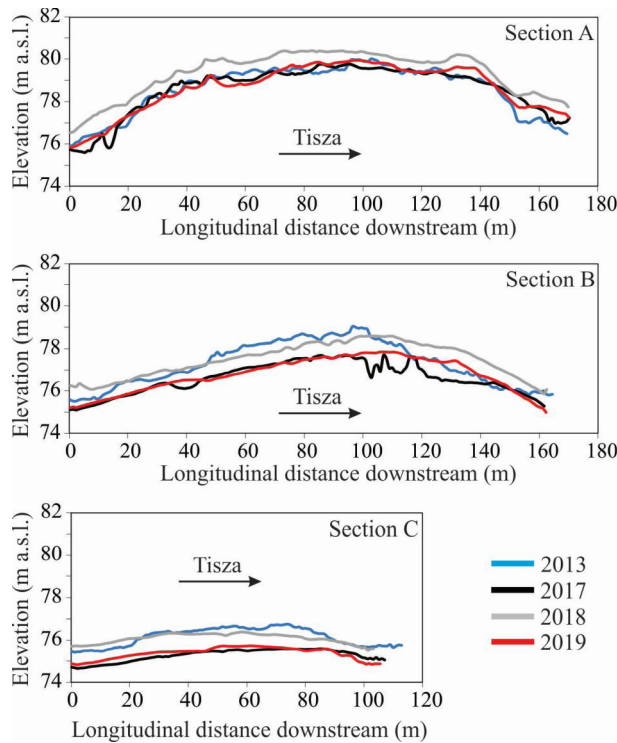 82
Section A
80
78
76
74
Elevation (m a.s.l.)
Tisza
0 20 40 60 80 100 120 140 160 180
Longitudinal distance downstream (m)
82
Section B
80
78
76
74
Elevation (m a.s.l.)
Tisza
0 20 40 60 80 100 120 140 160 180
Longitudinal distance downstream (m)
82
Section C
80
78
76
74
Elevation (m a.s.l.)
Tisza
0 20 40 60 80 100 120
Longitudinal distance downstream (m)
2013
2017
2018
2019